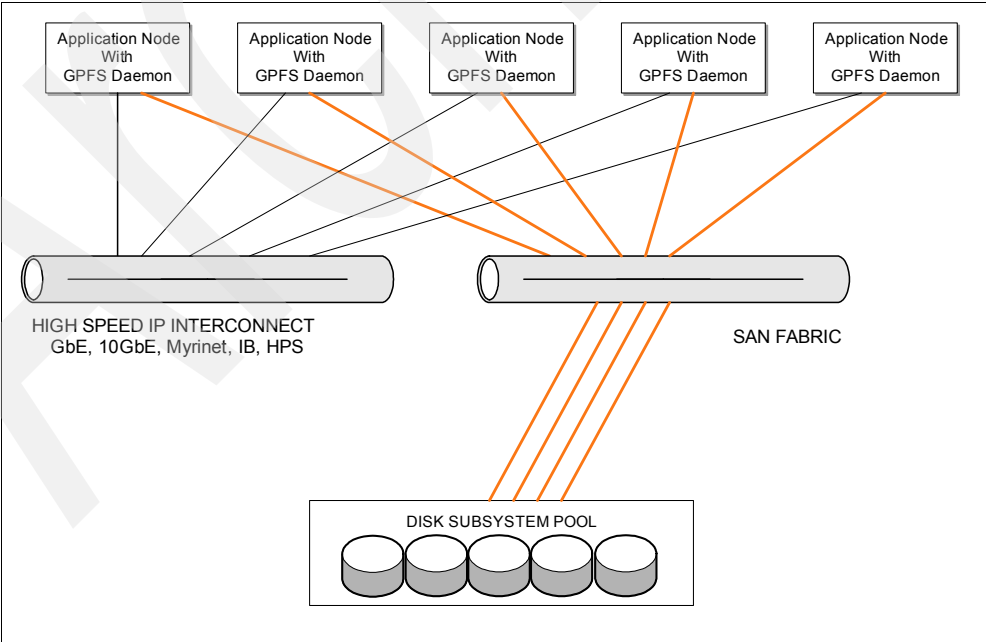 Application Node
With
GPFS Daemon
Application Node
With
GPFS Daemon
Application Node
With
GPFS Daemon
Application Node
With
GPFS Daemon
Application Node
With
GPFS Daemon
HIGH SPEED IP INTERCONNECT
GbE, 10GbE, Myrinet, IB, HPS
SAN FABRIC
DISK SUBSYSTEM POOL